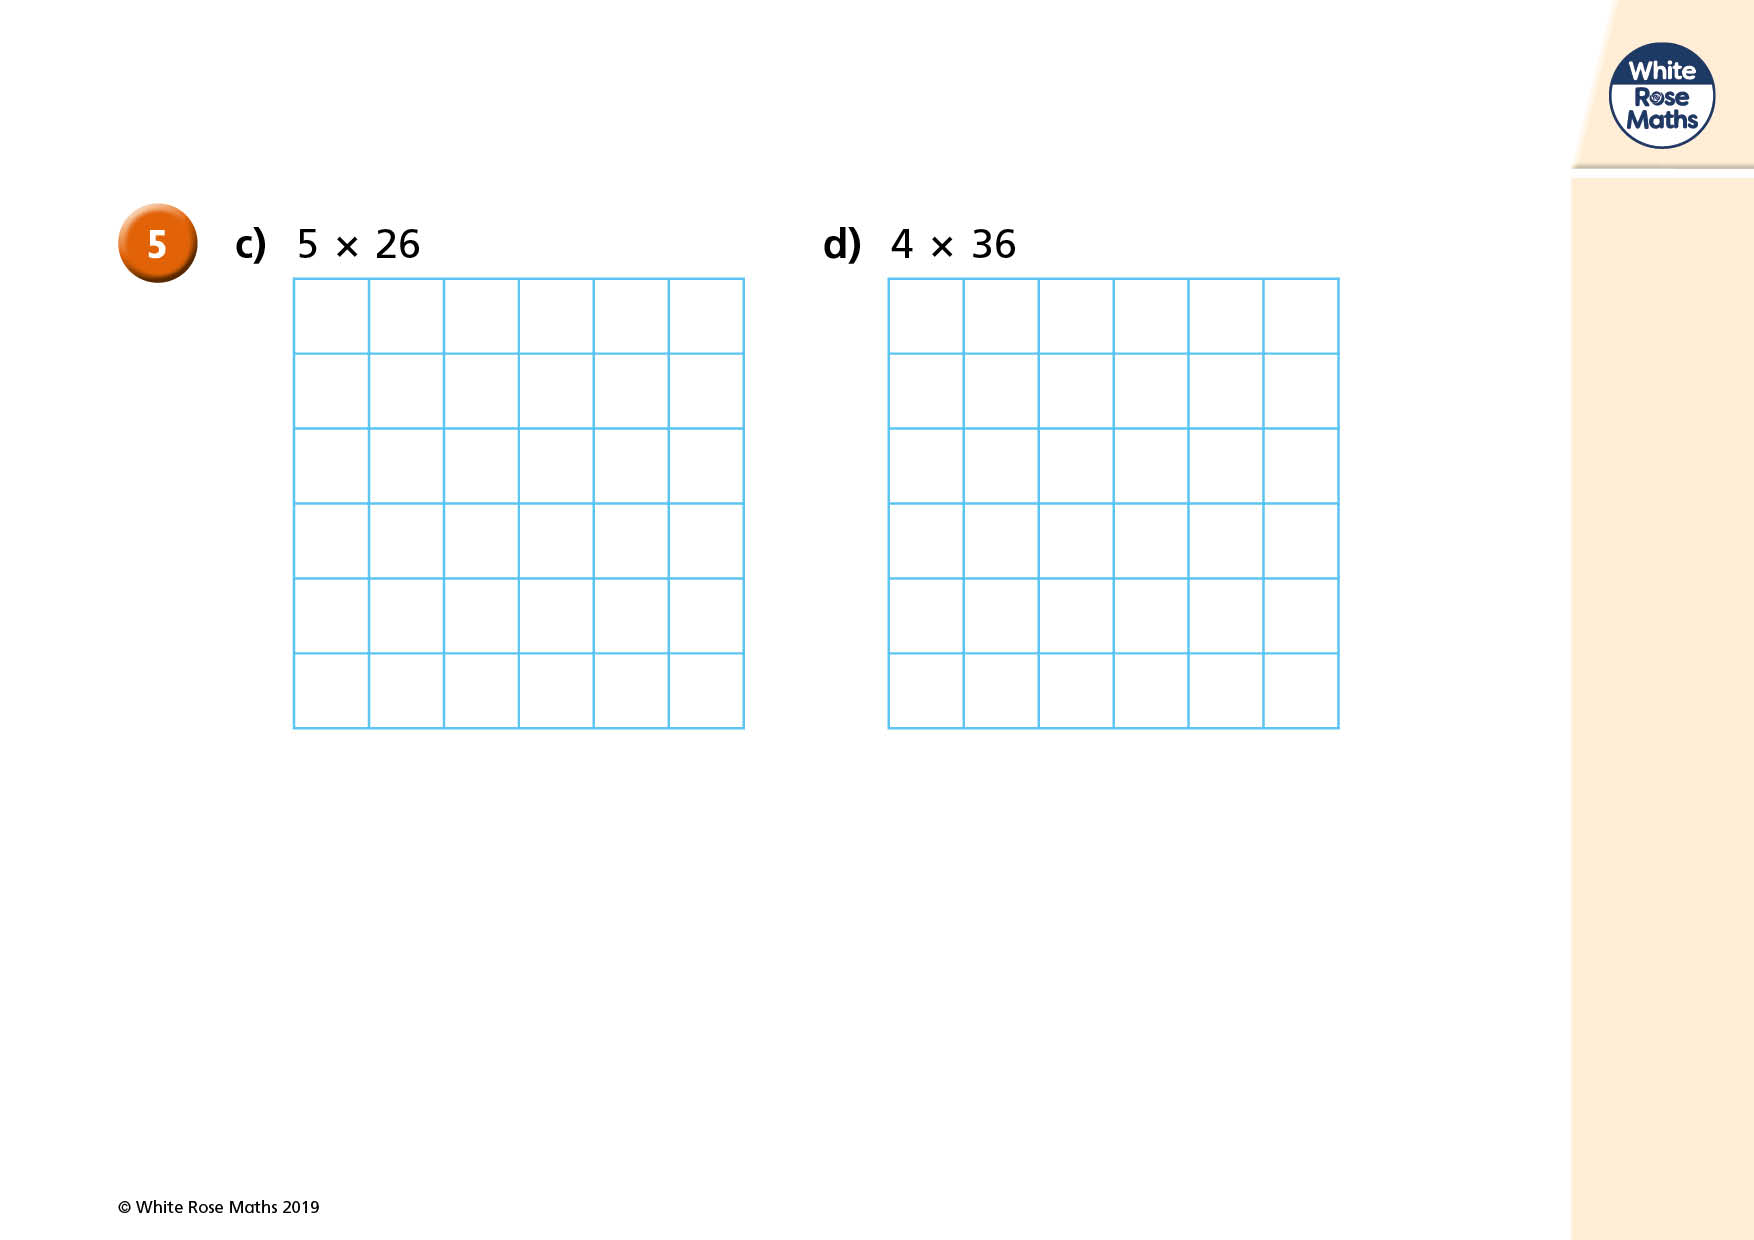 White
Rose
Maths
5 c) 5 × 26 d) 4 × 36
© White Rose Maths 2019